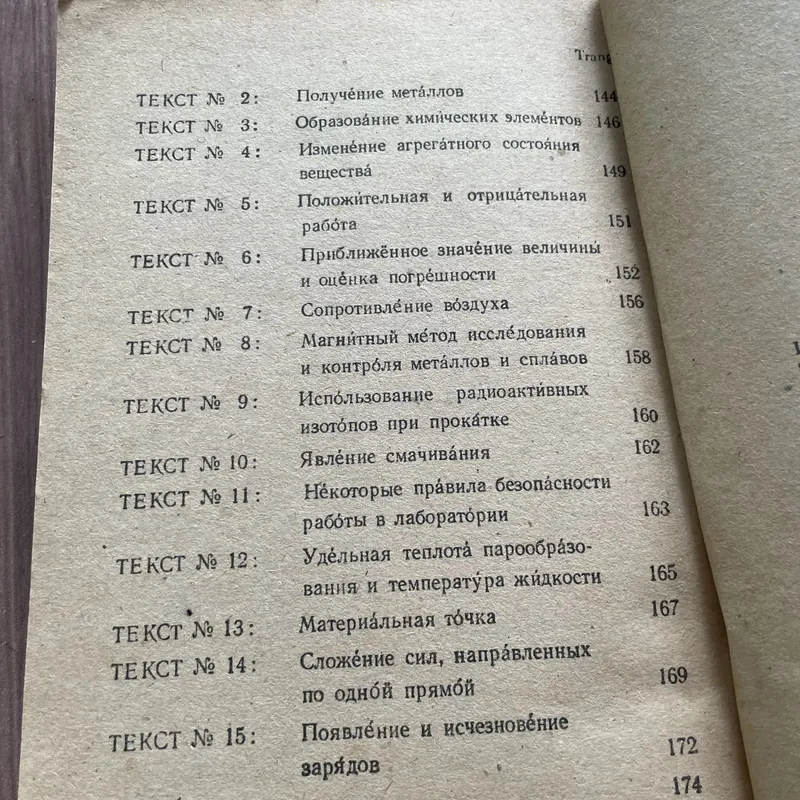 Trang
ТЕКСТ № 2: Получе́ние мета́ллов 144
ТЕКСТ № 3: Образова́ние хими́ческих элеме́нтов 146
ТЕКСТ № 4: Измене́ние агрега́тного состоя́ния
вещества́ 149
ТЕКСТ № 5: Положи́тельная и отрица́тельная
рабо́та 151
ТЕКСТ № 6: Приближённое значе́ние величины́
и оце́нка погре́шности 152
ТЕКСТ № 7: Сопротивле́ние во́здуха 156
ТЕКСТ № 8: Магни́тный ме́тод иссле́дования
и контро́ля мета́ллов и спла́вов 158
ТЕКСТ № 9: Испо́льзование радиоакти́вных
изото́пов при прока́тке 160
ТЕКСТ № 10: Явле́ние сма́чивания 162
ТЕКСТ № 11: Не́которые пра́вила безопа́сности
рабо́ты в лаборато́рии 163
ТЕКСТ № 12: Уде́льная теплота́ парообра́зо-
вания и температу́ра жи́дкости 165
ТЕКСТ № 13: Материа́льная то́чка 167
ТЕКСТ № 14: Сложе́ние сил, напра́вленных
по одно́й прямо́й 169
ТЕКСТ № 15: Появле́ние и исчезнове́ние
заря́дов 172
174